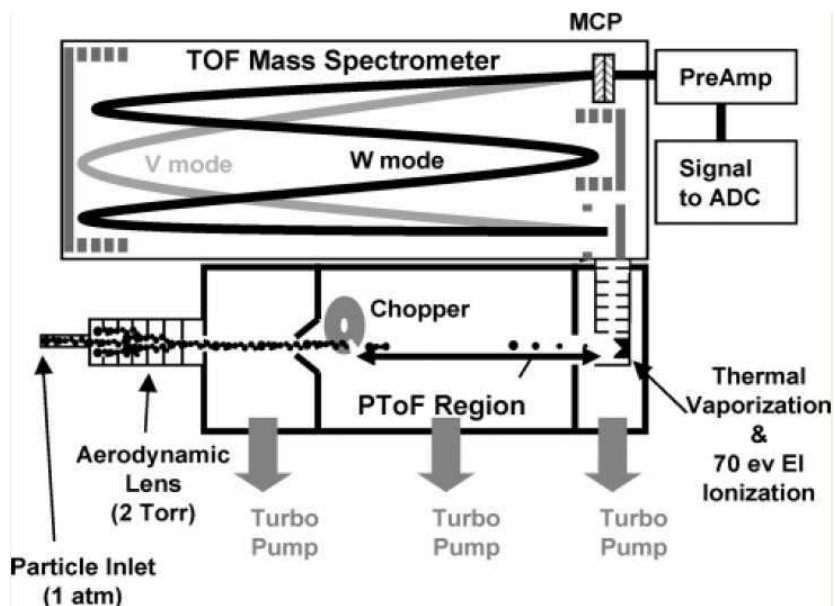 MCP
TOF Mass Spectrometer
PreAmp
V mode
W mode
Signal
to ADC
Chopper
PToF Region
Thermal
Vaporization
&
70 ev EI
Ionization
Aerodynamic
Lens
(2 Torr)
Turbo
Pump
Turbo
Pump
Turbo
Pump
Particle Inlet
(1 atm)